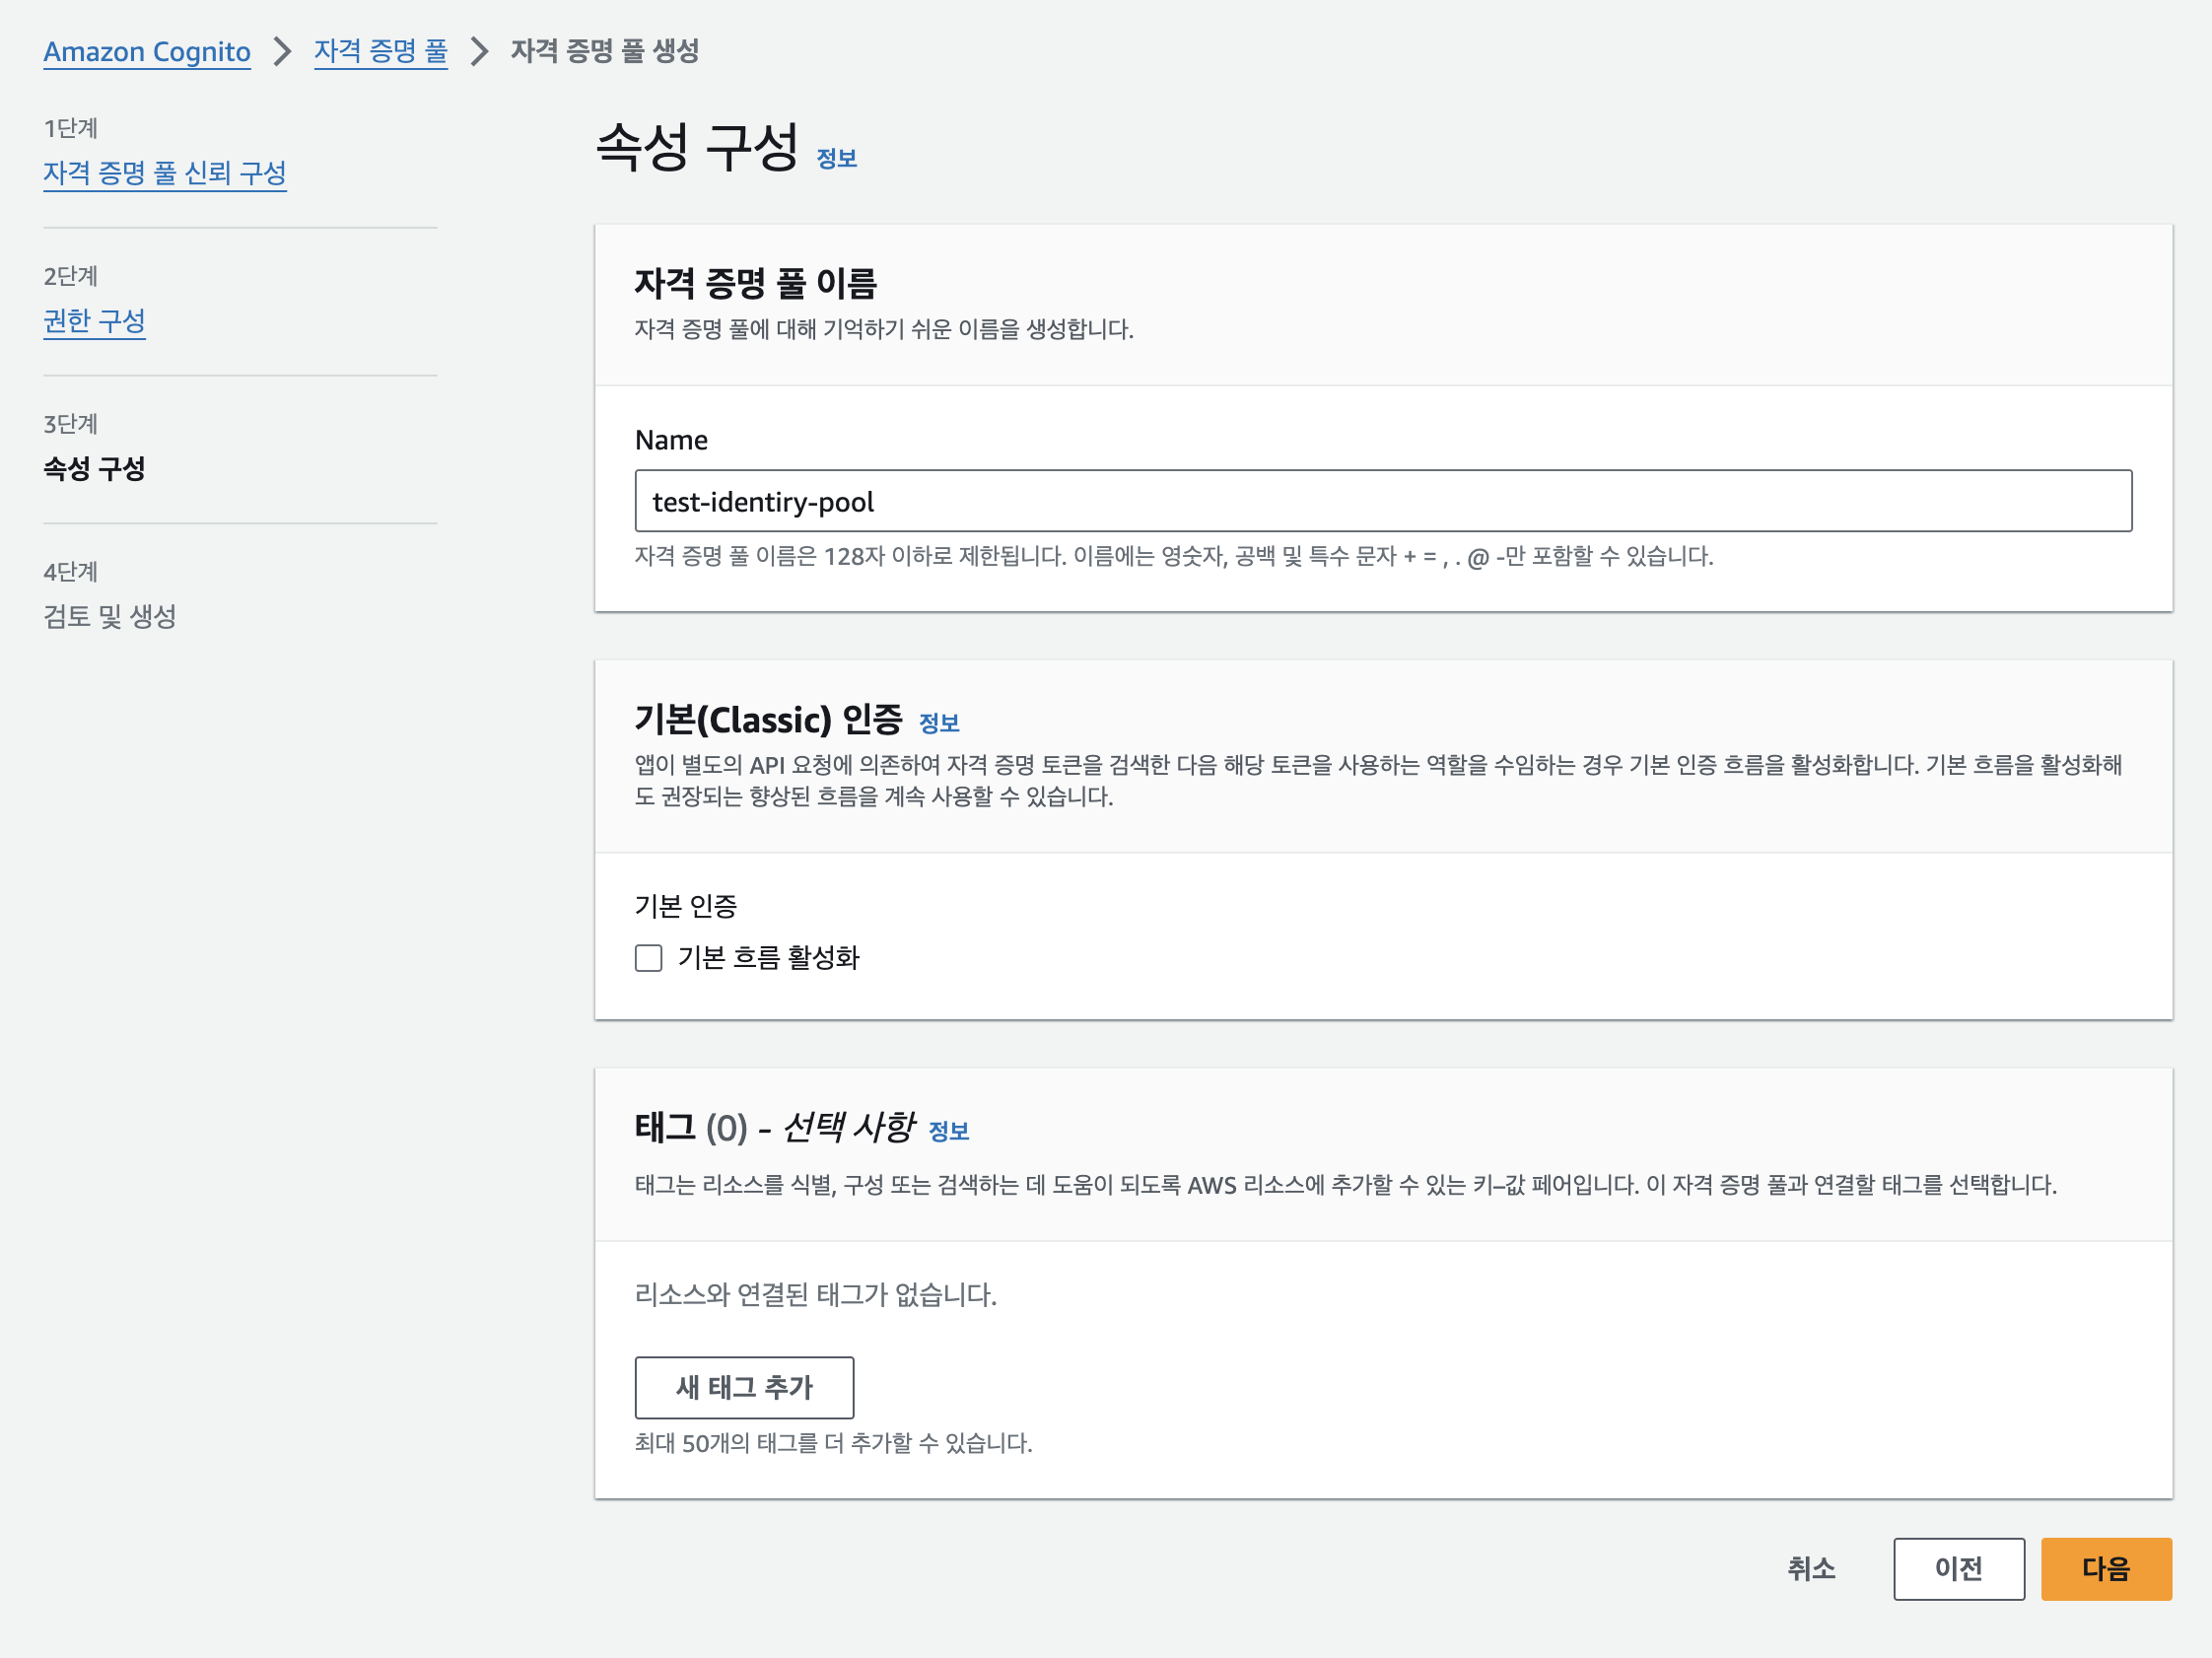 Amazon Cognito > 자격 증명 풀 > 자격 증명 풀 생성
1단계
자격 증명 풀 신뢰 구성
2단계
권한 구성
3단계
속성 구성
4단계
검토 및 생성
속성 구성 정보
자격 증명 풀 이름
자격 증명 풀에 대해 기억하기 쉬운 이름을 생성합니다.
Name
test-identiry-pool
자격 증명 풀 이름은 128자 이하로 제한됩니다. 이름에는 영숫자, 공백 및 특수 문자 + = , . @ -만 포함할 수 있습니다.
기본(Classic) 인증 정보
앱이 별도의 API 요청에 의존하여 자격 증명 토큰을 검색한 다음 해당 토큰을 사용하는 역할을 수임하는 경우 기본 인증 흐름을 활성화합니다. 기본 흐름을 활성화해
도 권장되는 향상된 흐름을 계속 사용할 수 있습니다.
기본 인증
기본 흐름 활성화
태그 (0) - 선택 사항 정보
태그는 리소스를 식별, 구성 또는 검색하는 데 도움이 되도록 AWS 리소스에 추가할 수 있는 키–값 페어입니다. 이 자격 증명 풀과 연결할 태그를 선택합니다.
리소스와 연결된 태그가 없습니다.
새 태그 추가
최대 50개의 태그를 더 추가할 수 있습니다.
취소 이전 다음